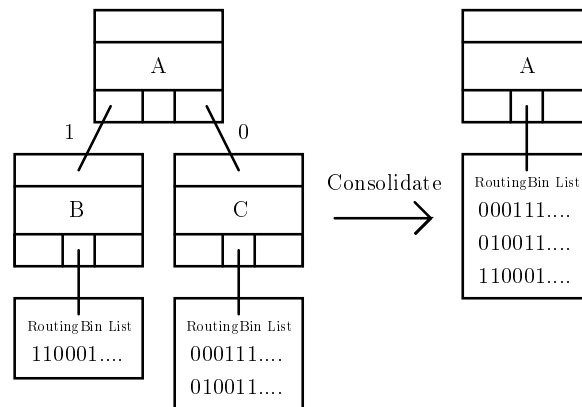 A
1
0
B
C
RoutingBin List
110001....
RoutingBin List
000111....
010011....
Consolidate
A
RoutingBin List
000111....
010011....
110001....